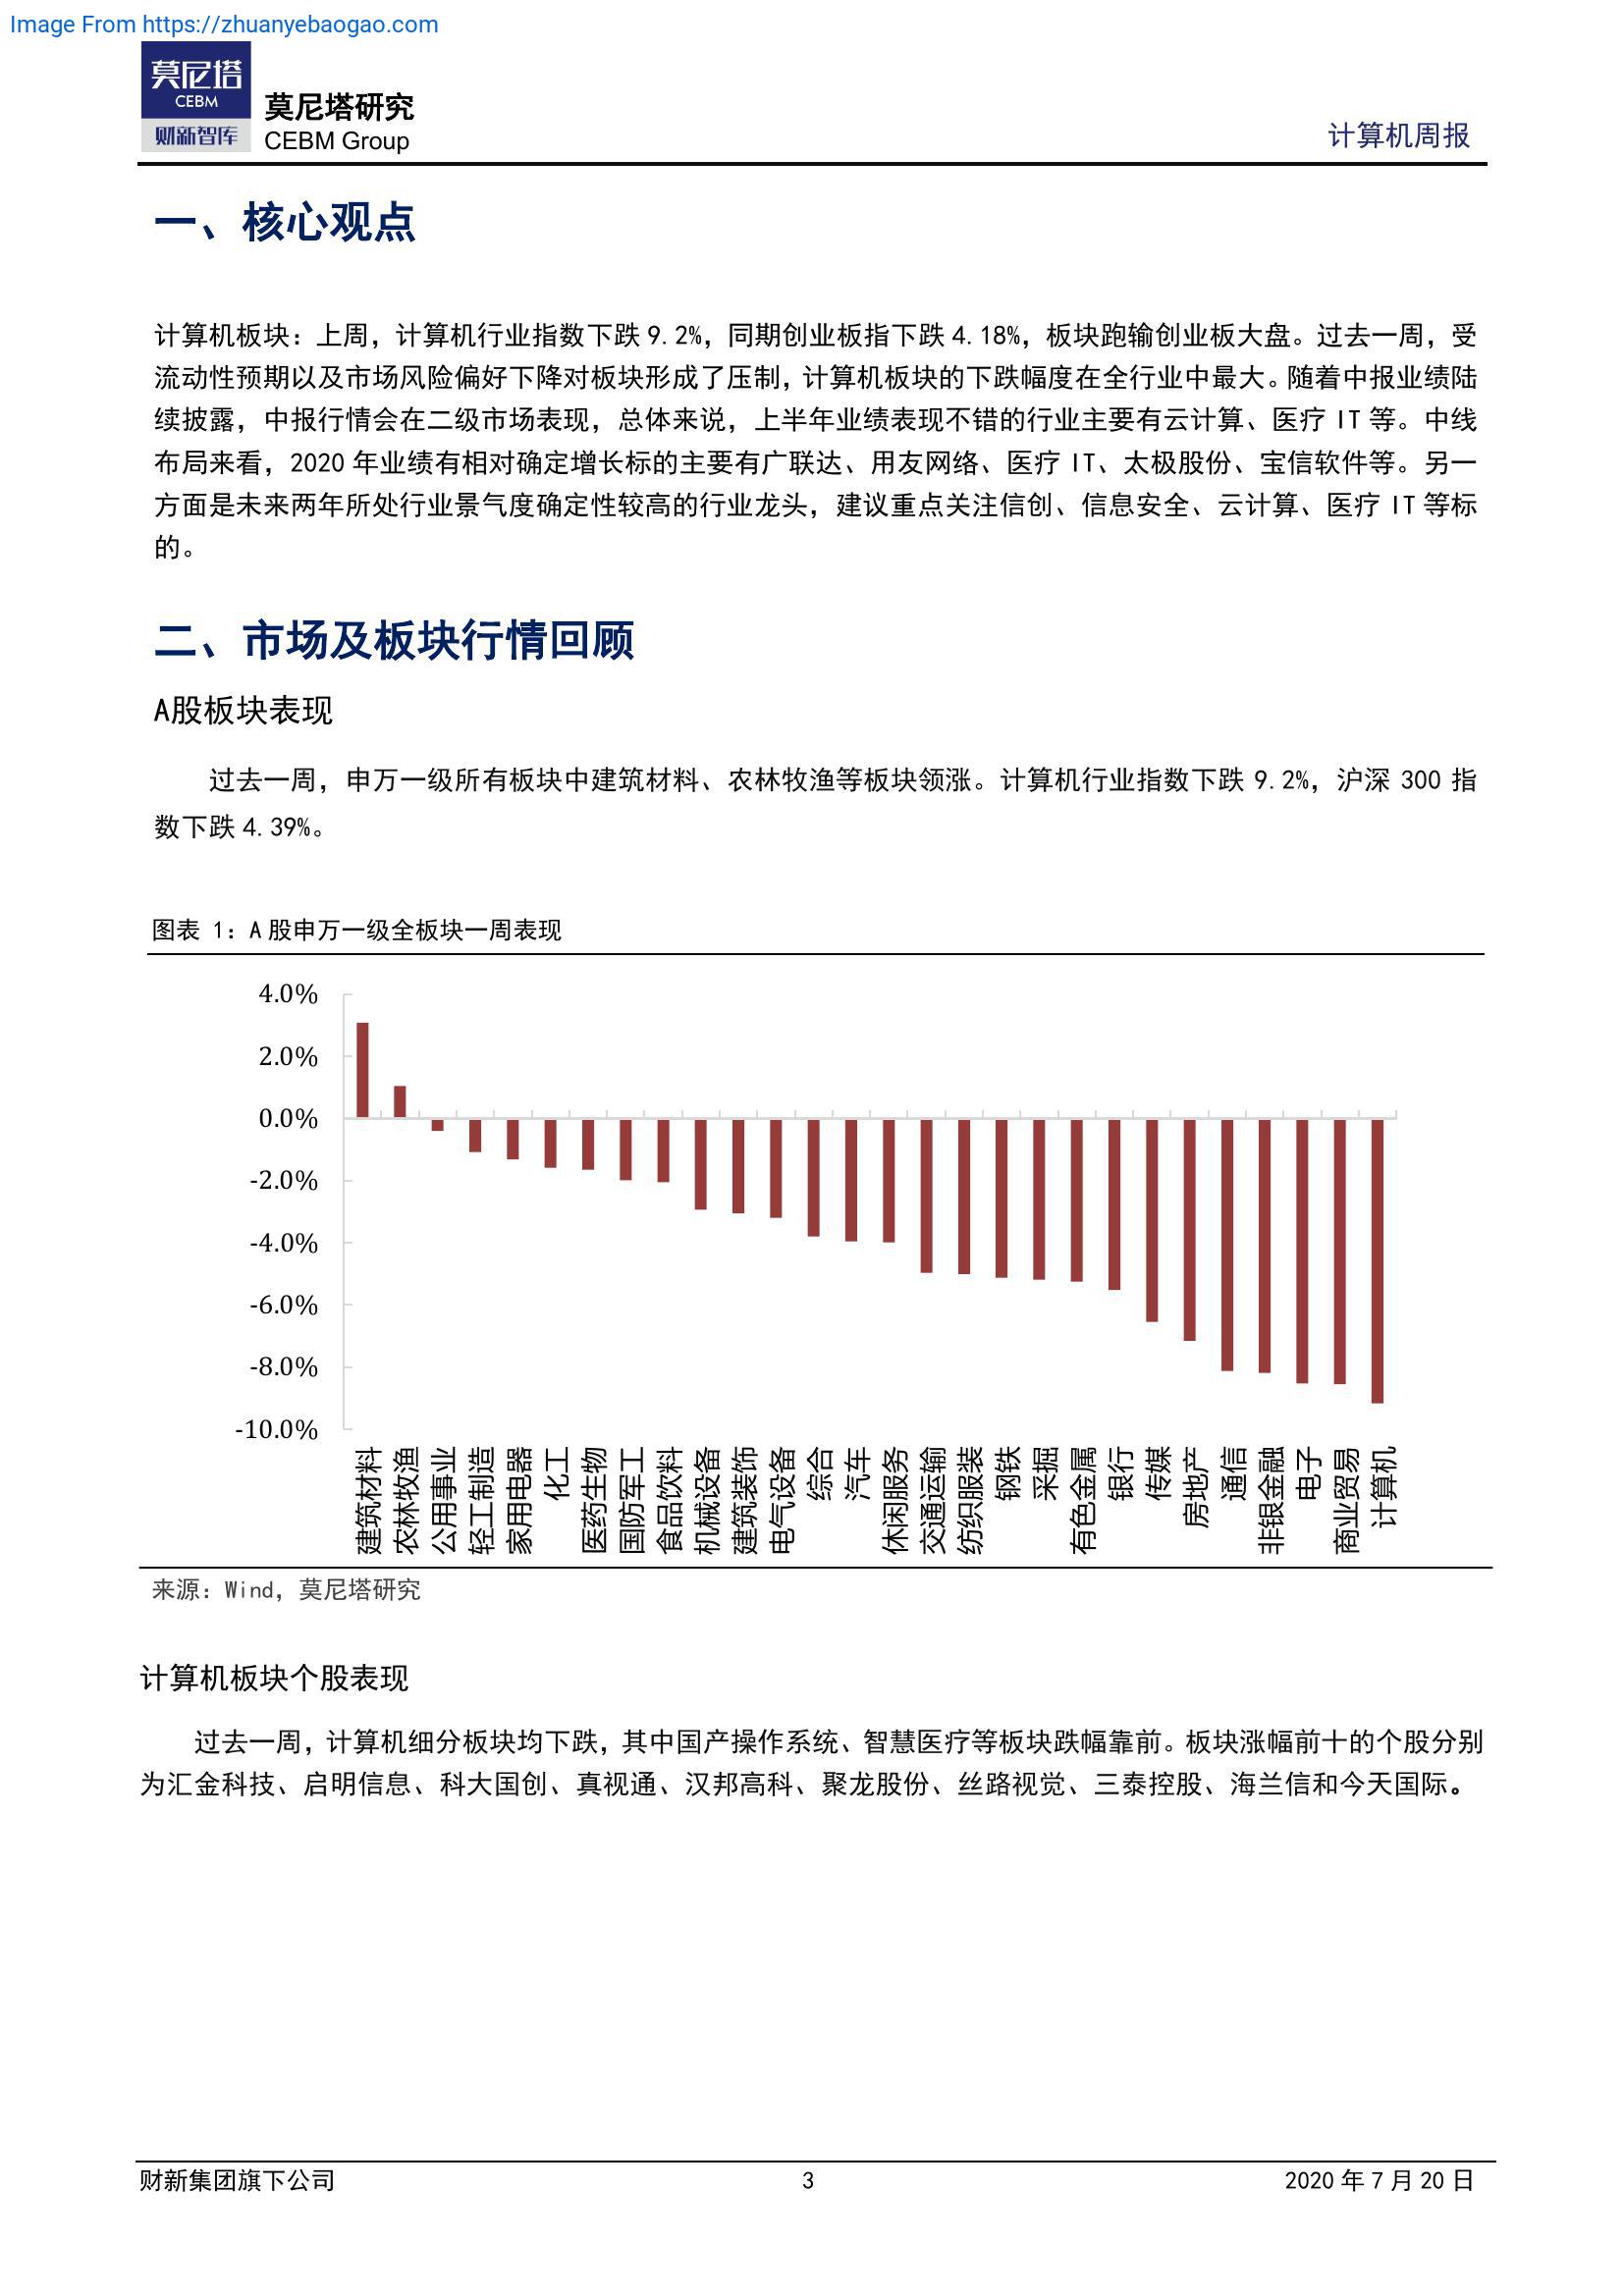 Image From https://zhuanyebaogao.com
莫尼塔
CEBM
财新智库
莫尼塔研究
CEBM Group
计算机周报
一、核心观点
计算机板块：上周，计算机行业指数下跌 9.2%，同期创业板指下跌 4.18%，板块跑输创业板大盘。过去一周，受
流动性预期以及市场风险偏好下降对板块形成了压制，计算机板块的下跌幅度在全行业中最大。随着中报业绩陆
续披露，中报行情会在二级市场表现，总体来说，上半年业绩表现不错的行业主要有云计算、医疗 IT 等。中线
布局来看，2020 年业绩有相对确定增长标的主要有广联达、用友网络、医疗 IT、太极股份、宝信软件等。另一
方面是未来两年所处行业景气度确定性较高的行业龙头，建议重点关注信创、信息安全、云计算、医疗 IT 等标
的。
二、市场及板块行情回顾
A股板块表现
过去一周，申万一级所有板块中建筑材料、农林牧渔等板块领涨。计算机行业指数下跌 9.2%，沪深 300 指
数下跌 4.39%。
图表 1：A 股申万一级全板块一周表现
4.0%
2.0%
0.0%
-2.0%
-4.0%
-6.0%
-8.0%
-10.0%
建筑材料
农林牧渔
公用事业
轻工制造
家用电器
化工
医药生物
国防军工
食品饮料
机械设备
建筑装饰
电气设备
综合
汽车
休闲服务
交通运输
纺织服装
钢铁
采掘
有色金属
银行
传媒
房地产
通信
非银金融
电子
商业贸易
计算机
来源：Wind，莫尼塔研究
计算机板块个股表现
过去一周，计算机细分板块均下跌，其中国产操作系统、智慧医疗等板块跌幅靠前。板块涨幅前十的个股分别
为汇金科技、启明信息、科大国创、真视通、汉邦高科、聚龙股份、丝路视觉、三泰控股、海兰信和今天国际。
财新集团旗下公司
3
2020 年 7 月 20 日